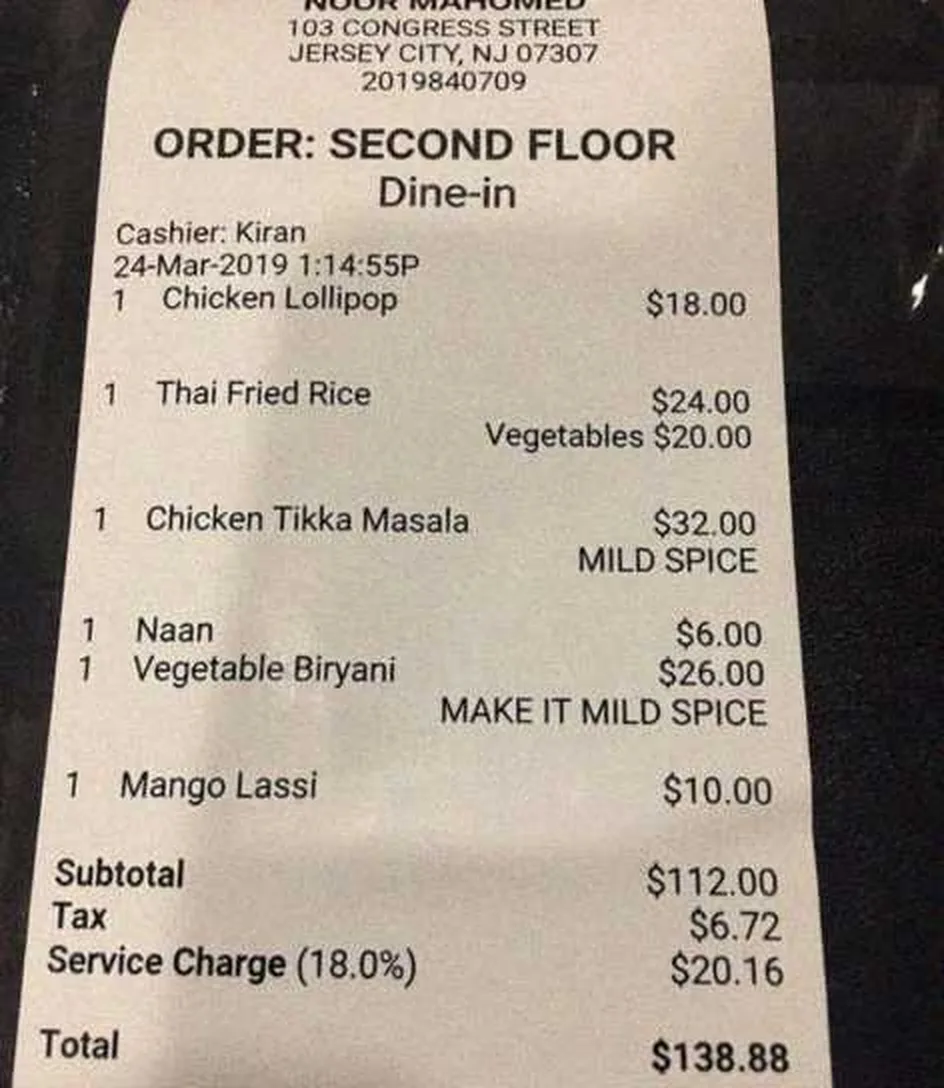 NOOR MAHOMED
103 CONGRESS STREET
JERSEY CITY, NJ 07307
2019840709
ORDER: SECOND FLOOR
Dine-in
Cashier: Kiran
24-Mar-2019 1:14:55P
1 Chicken Lollipop $18.00
1 Thai Fried Rice $24.00
Vegetables $20.00
1 Chicken Tikka Masala $32.00
MILD SPICE
1 Naan $6.00
1 Vegetable Biryani $26.00
MAKE IT MILD SPICE
1 Mango Lassi $10.00
Subtotal $112.00
Tax $6.72
Service Charge (18.0%) $20.16
Total $138.88